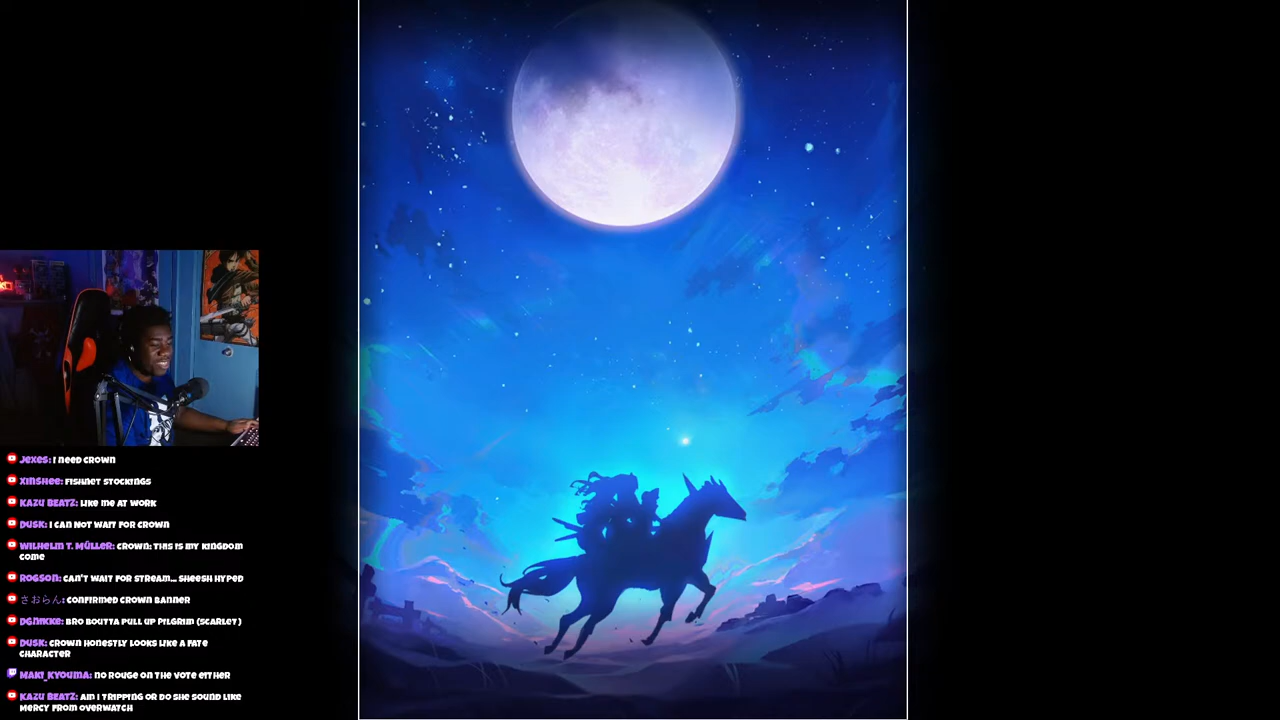 Jexes: I need Crown
Xinshee: fishnet stockings
Kazu Beatz: Like me at work
Dusk: I can not wait for crown
Wilhelm T. Müller: Crown: This is my Kingdom
Come
Rogson: Can't wait for stream... sheesh hyped
さおらん: confirmed crown banner
DGNikke: Bro boutta pull up Pilgrim (Scarlet)
Dusk: Crown honestly looks like a fate
character
Maki_Kyouma: no rouge on the vote either
Kazu Beatz: Am I tripping or do she sound like
Mercy from Overwatch